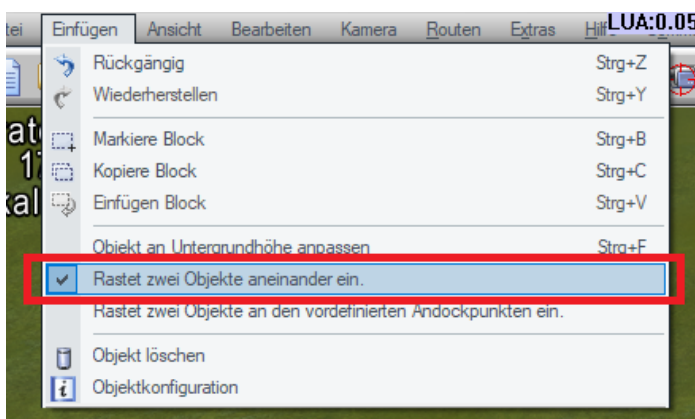 tei Einfügen Ansicht Bearbeiten Kamera Routen Extras Hilfe LUA:0.05
Rückgängig Strg+Z
Wiederherstellen Strg+Y
Markiere Block Strg+B
Kopiere Block Strg+C
Einfügen Block Strg+V
Objekt an Untergrundhöhe anpassen Strg+F
Rastet zwei Objekte aneinander ein.
Rastet zwei Objekte an den vordefinierten Andockpunkten ein.
Objekt löschen
Objektkonfiguration